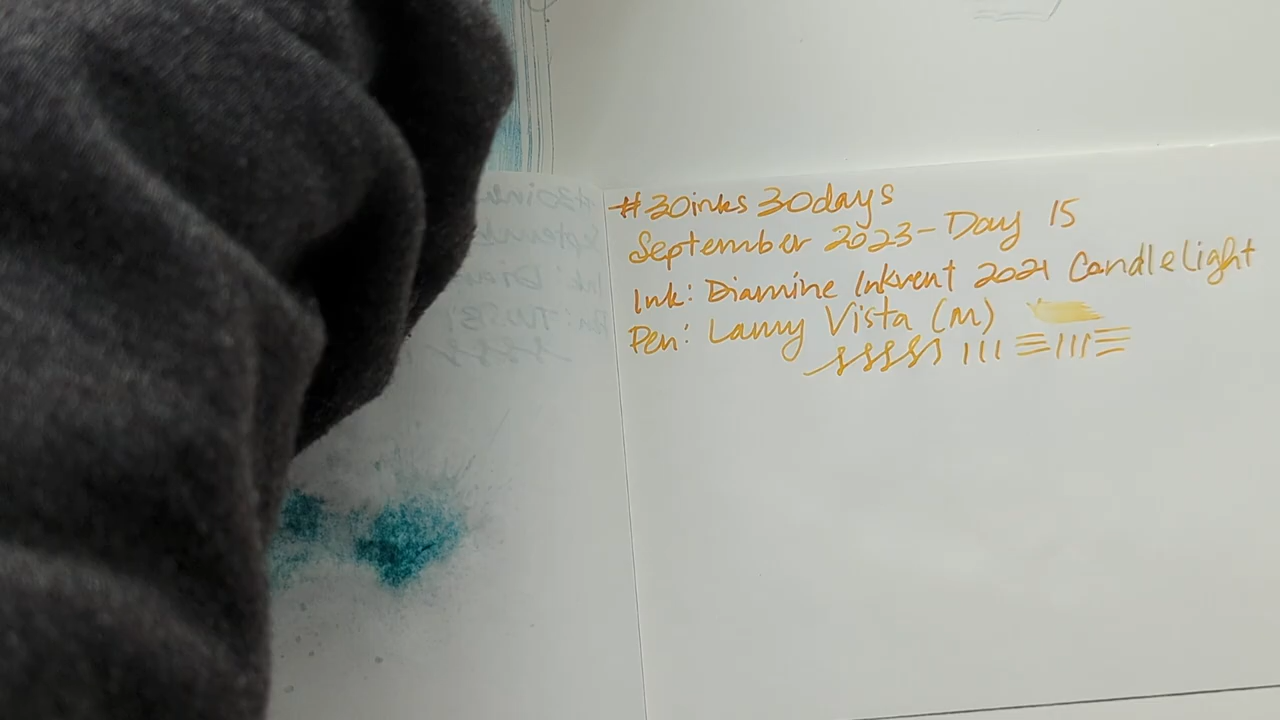 #30inks30days
September 2023 - Day 15
Ink: Diamine Inkvent 2021 Candlelight
Pen: Lamy Vista (M)